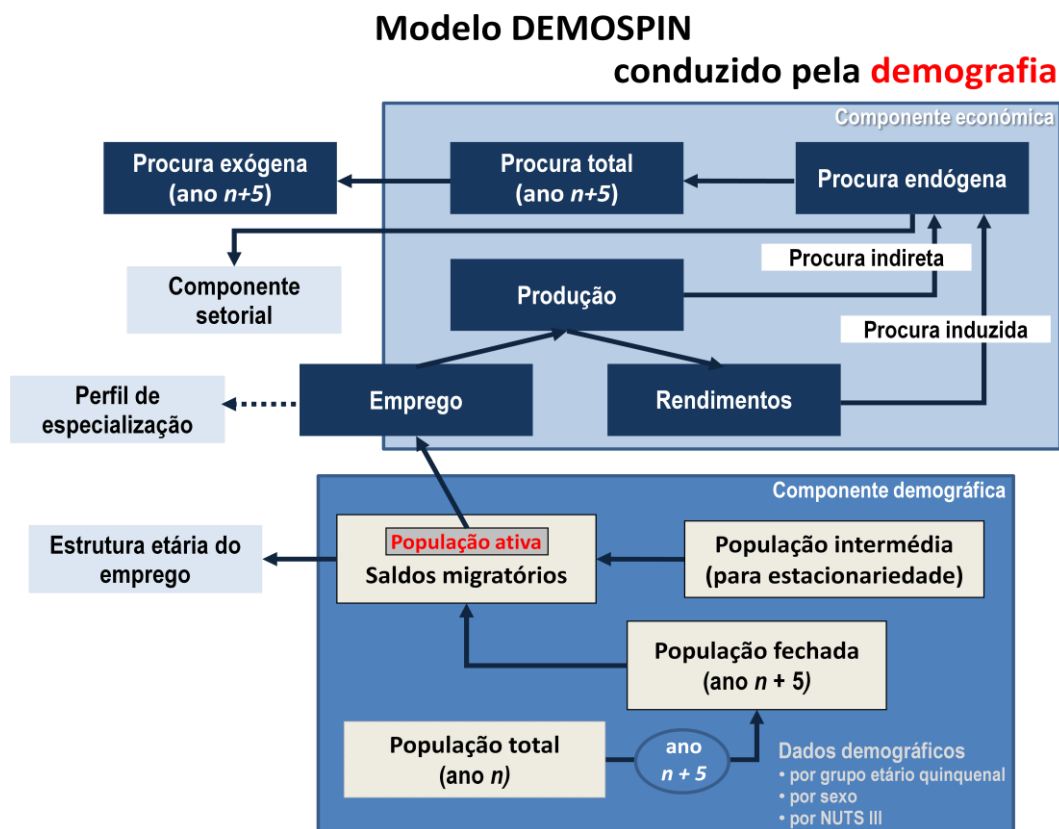 Modelo DEMOSPIN
conduzido pela demografia
Componente económica
Procura exógena
(ano n+5)
Procura total
(ano n+5)
Procura endógena
Procura indireta
Componente
setorial
Produção
Procura induzida
Perfil de
especialização
Emprego
Rendimentos
Componente demográfica
Estrutura etária do
emprego
População ativa
Saldos migratórios
População intermédia
(para estacionariedade)
População fechada
(ano n + 5)
População total
(ano n)
ano
n + 5
Dados demográficos
• por grupo etário quinquenal
• por sexo
• por NUTS III